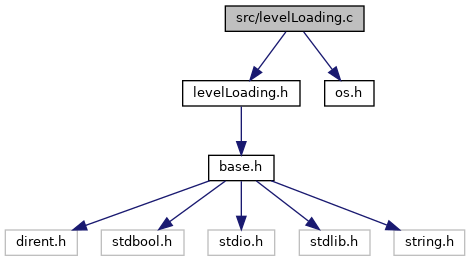 src/levelLoading.c
levelLoading.h
os.h
base.h
dirent.h
stdbool.h
stdio.h
stdlib.h
string.h